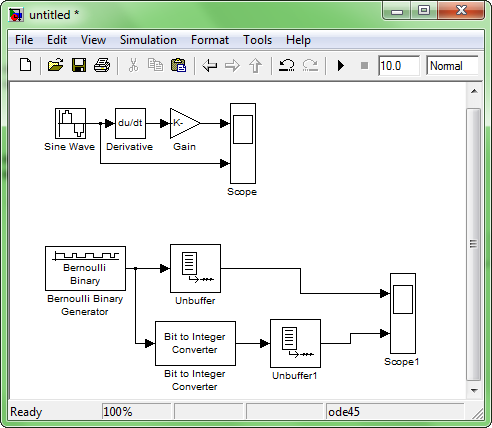 untitled *
File Edit View Simulation Format Tools Help
10.0 Normal
du/dt -K-
Sine Wave Derivative Gain
Scope
Bernoulli
Binary
Bernoulli Binary
Generator
Unbuffer
Bit to Integer
Converter
Bit to Integer
Converter
Unbuffer1
Scope1
Ready 100% ode45